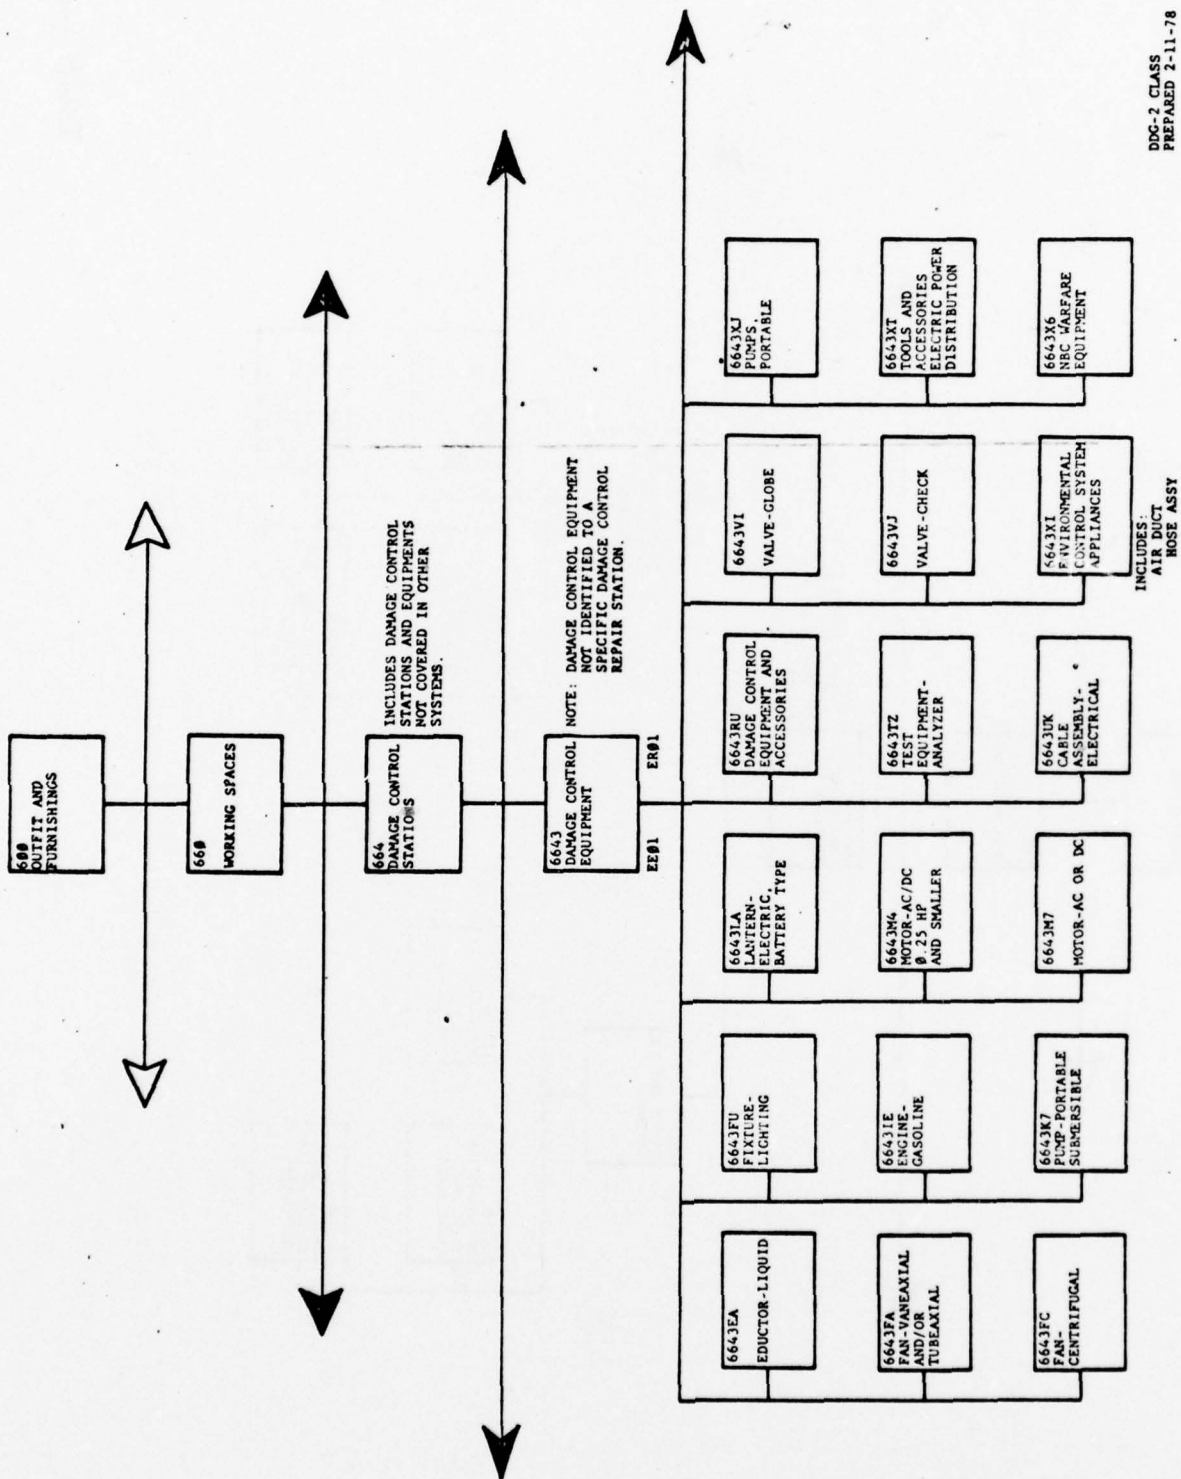 600
OUTFIT AND
FURNISHINGS
660
WORKING SPACES
664
DAMAGE CONTROL
STATIONS
INCLUDES DAMAGE CONTROL
STATIONS AND EQUIPMENTS
NOT COVERED IN OTHER
SYSTEMS.
6643
DAMAGE CONTROL
EQUIPMENT
NOTE: DAMAGE CONTROL EQUIPMENT
NOT IDENTIFIED TO A
SPECIFIC DAMAGE CONTROL
REPAIR STATION.
EE01
ER01
6643EA
EDUCTOR-LIQUID
6643FU
FIXTURE-
LIGHTING
6643LA
LANTERN-
ELECTRIC,
BATTERY TYPE
6643RU
DAMAGE CONTROL
EQUIPMENT AND
ACCESSORIES
6643VI
VALVE-GLOBE
6643XJ
PUMPS,
PORTABLE
6643FA
FAN-VANEAXIAL
AND/OR
TUBEAXIAL
6643IE
ENGINE-
GASOLINE
6643M4
MOTOR-AC/DC
0.25 HP
AND SMALLER
6643TZ
TEST
EQUIPMENT-
ANALYZER
6643VJ
VALVE-CHECK
6643XT
TOOLS AND
ACCESSORIES
ELECTRIC POWER
DISTRIBUTION
6643FC
FAN-
CENTRIFUGAL
6643K7
PUMP-PORTABLE
SUBMERSIBLE
6643M7
MOTOR-AC OR DC
6643UK
CABLE
ASSEMBLY-
ELECTRICAL
6643XI
ENVIRONMENTAL
CONTROL SYSTEM
APPLIANCES
INCLUDES:
AIR DUCT
HOSE ASSY
6643X6
NBC WARFARE
EQUIPMENT
DDG-2 CLASS
PREPARED 2-11-78